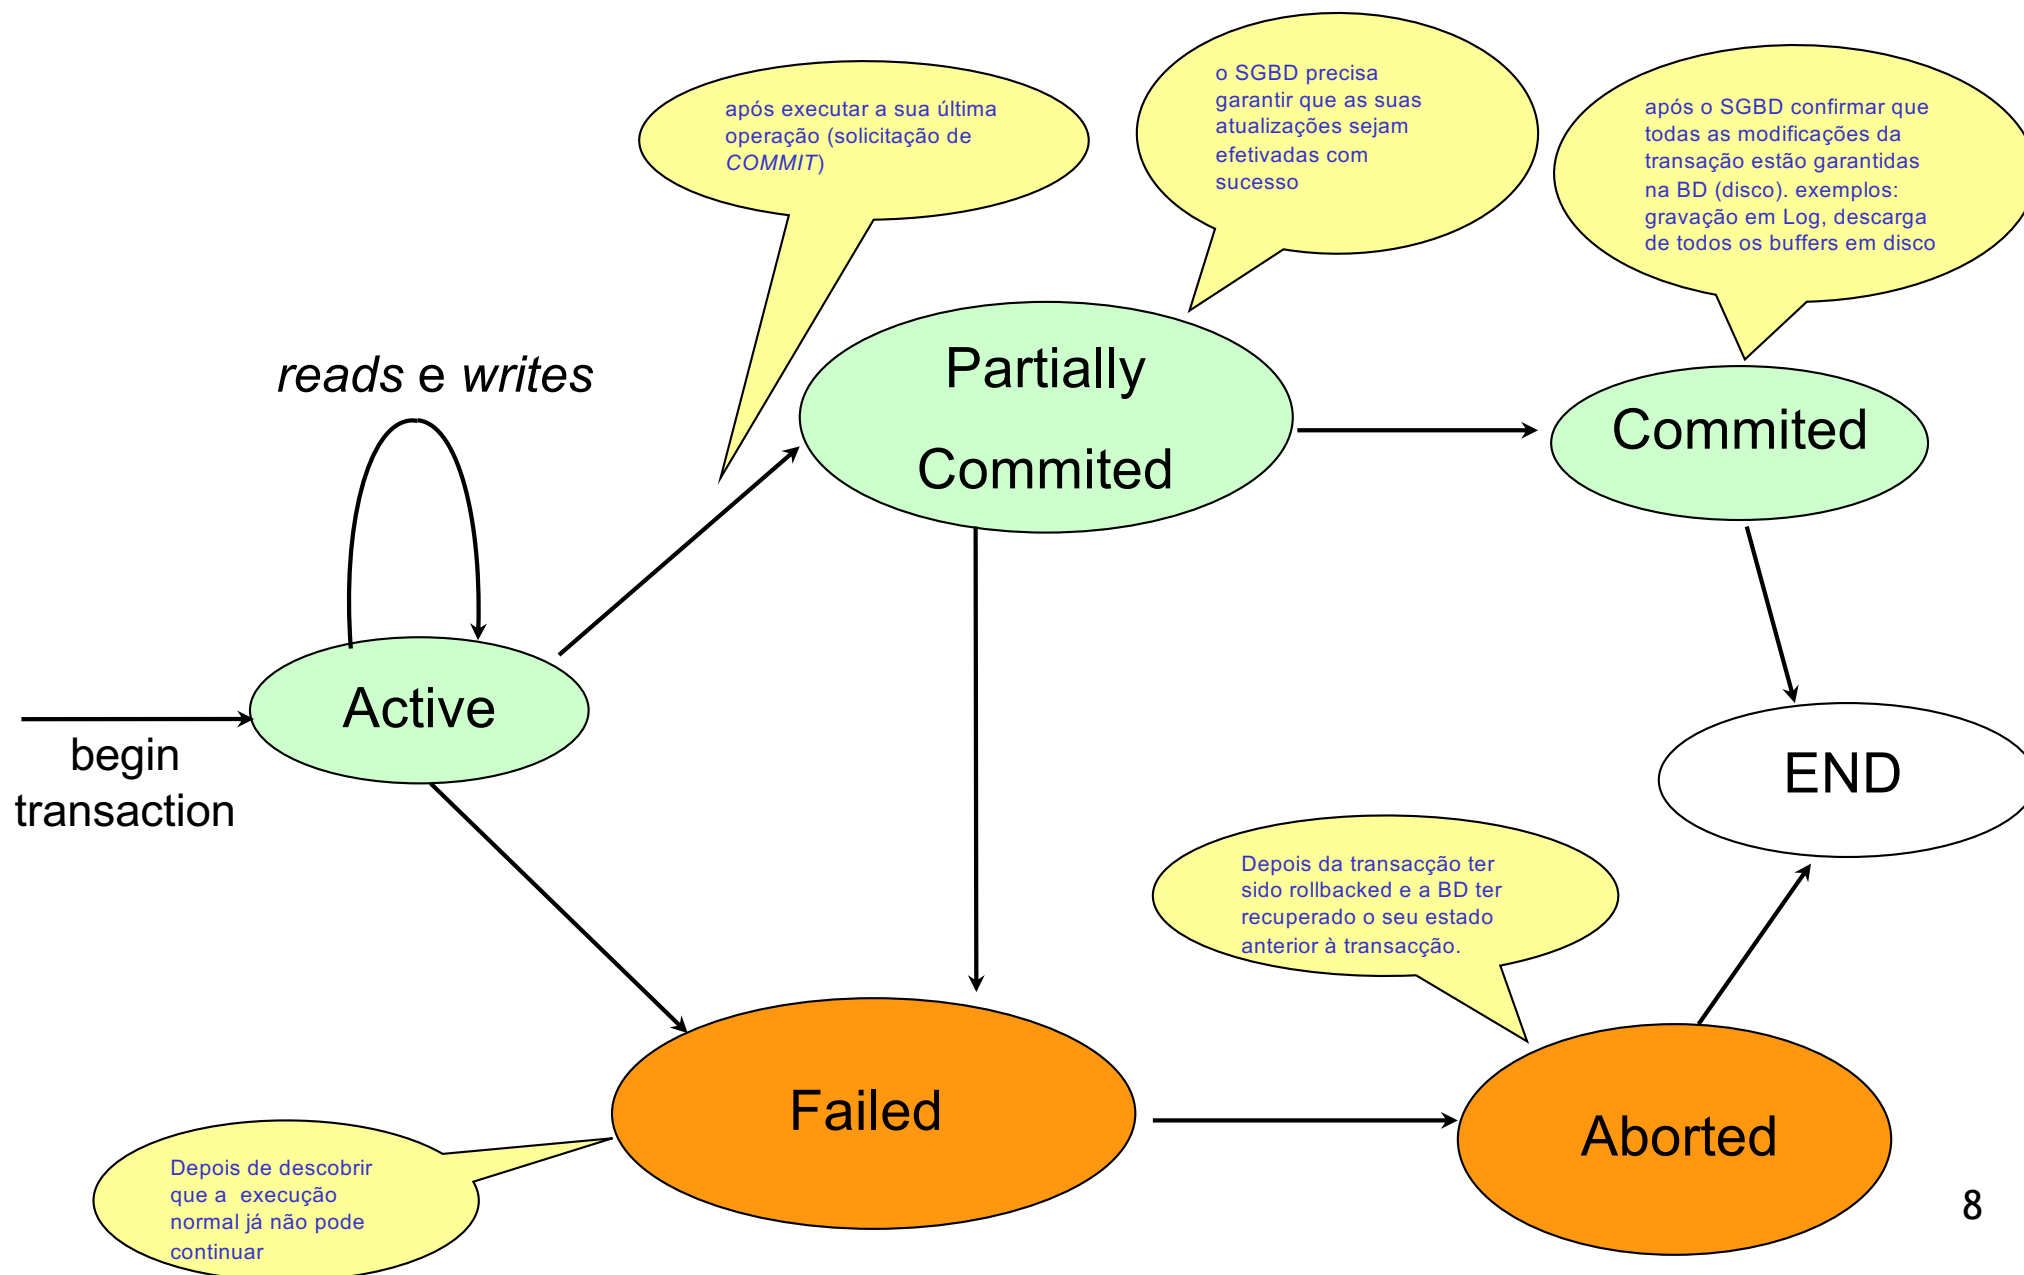 após executar a sua última
operação (solicitação de
COMMIT)
o SGBD precisa
garantir que as suas
atualizações sejam
efetivadas com
sucesso
após o SGBD confirmar que
todas as modificações da
transação estão garantidas
na BD (disco). exemplos:
gravação em Log, descarga
de todos os buffers em disco
reads e writes
Partially
Commited
Commited
Active
begin
transaction
END
Depois da transacção ter
sido rollbacked e a BD ter
recuperado o seu estado
anterior à transacção.
Failed
Aborted
Depois de descobrir
que a  execução
normal já não pode
continuar
8